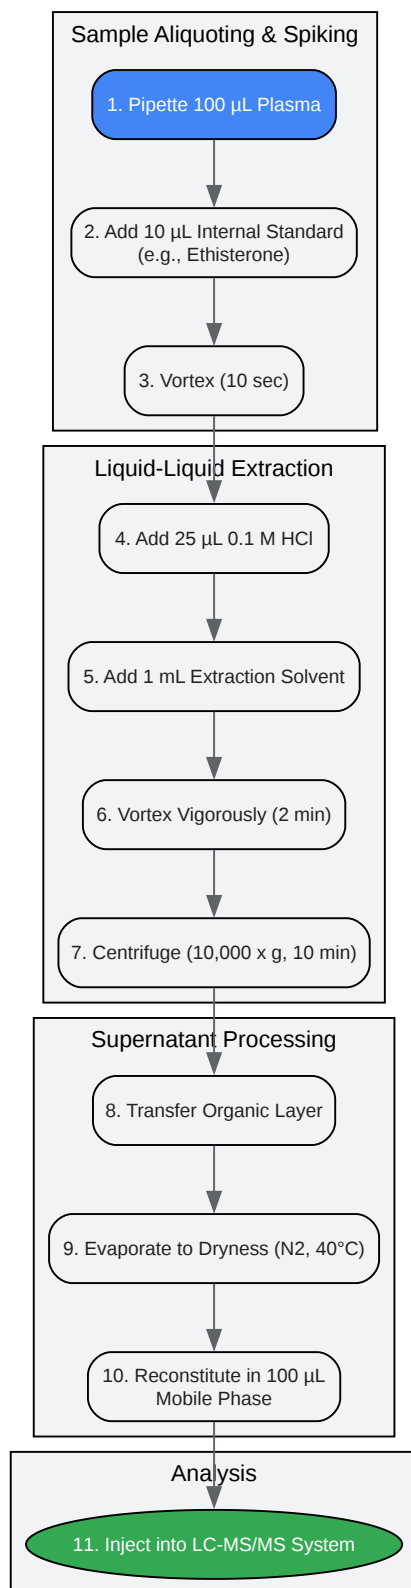 Sample Aliquoting & Spiking
1. Pipette 100 µL Plasma
2. Add 10 µL Internal Standard
(e.g., Ethisterone)
3. Vortex (10 sec)
Liquid-Liquid Extraction
4. Add 25 µL 0.1 M HCl
5. Add 1 mL Extraction Solvent
6. Vortex Vigorously (2 min)
7. Centrifuge (10,000 x g, 10 min)
Supernatant Processing
8. Transfer Organic Layer
9. Evaporate to Dryness (N2, 40°C)
10. Reconstitute in 100 µL
Mobile Phase
Analysis
11. Inject into LC-MS/MS System